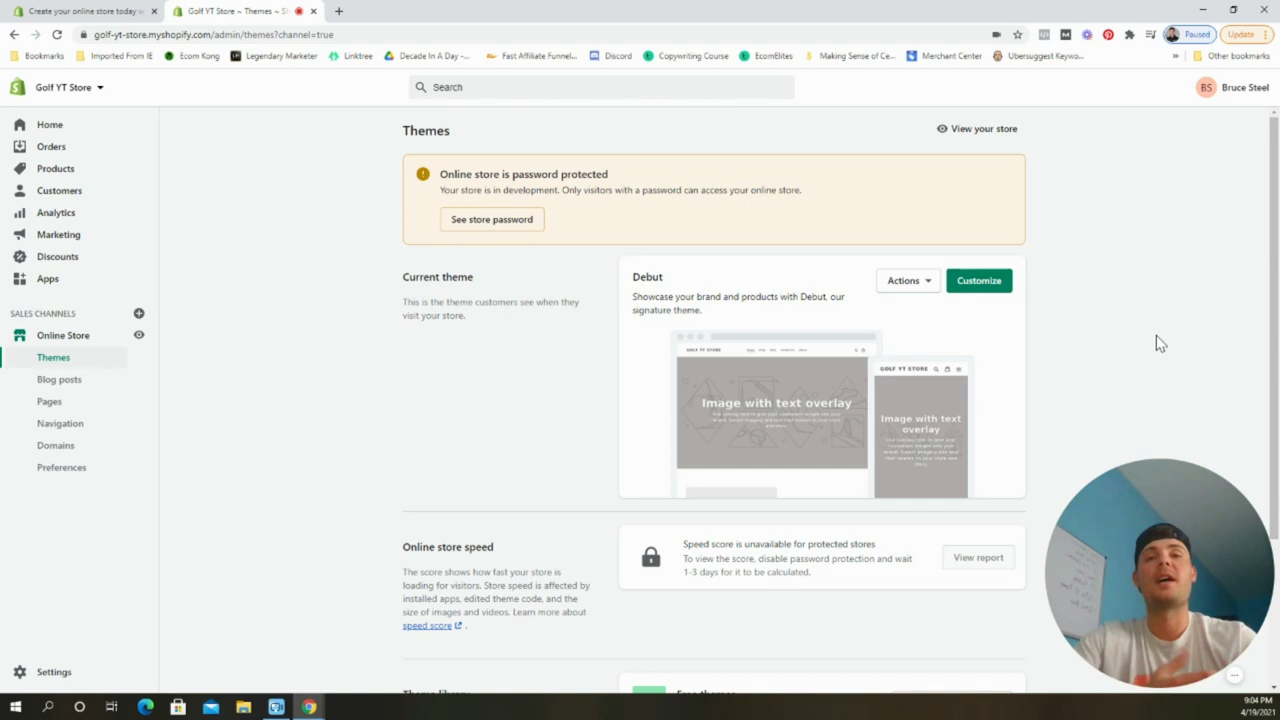 Create your online store today
Golf YT Store ~ Themes ~ Sh
golf-yt-store.myshopify.com/admin/themes?channel=true
Paused
Update
Bookmarks
Imported From IE
Ecom Kong
Legendary Marketer
Linktree
Decade In A Day -...
Fast Affiliate Funnel...
Discord
Copywriting Course
EcomElites
Making Sense of Ce...
Merchant Center
Ubersuggest Keywo...
»
Other bookmarks
Golf YT Store
Search
BS
Bruce Steel
Home
Orders
Products
Customers
Analytics
Marketing
Discounts
Apps
SALES CHANNELS
Online Store
Themes
Blog posts
Pages
Navigation
Domains
Preferences
Settings
Themes
View your store
Online store is password protected
Your store is in development. Only visitors with a password can access your online store.
See store password
Current theme
This is the theme customers see when they
visit your store.
Debut
Actions
Customize
Showcase your brand and products with Debut, our
signature theme.
GOLF YT STORE
Image with text overlay
GOLF YT STORE
Image with text
overlay
Online store speed
The score shows how fast your store is
loading for visitors. Store speed is affected by
installed apps, edited theme code, and the
size of images and videos. Learn more about
speed score .
Speed score is unavailable for protected stores
To view the score, disable password protection and wait
1-3 days for it to be calculated.
View report
Theme library
Free themes
9:04 PM
4/19/2021